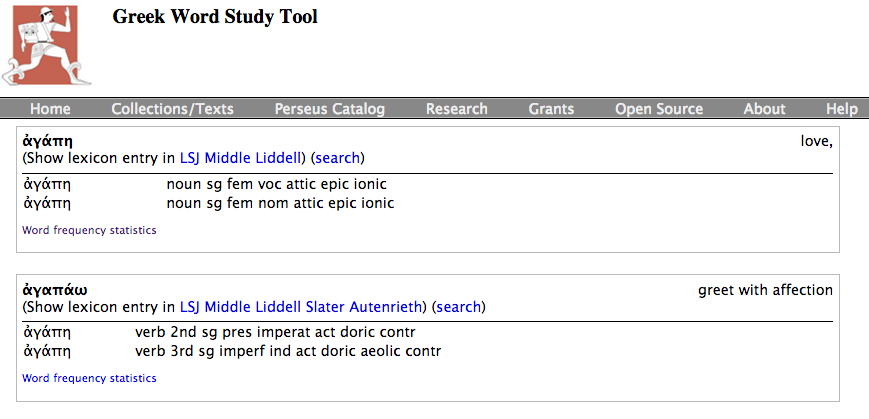 Greek Word Study Tool
Home Collections/Texts Perseus Catalog Research Grants Open Source About Help
ἀγάπη love,
(Show lexicon entry in LSJ Middle Liddell) (search)
ἀγάπη noun sg fem voc attic epic ionic
ἀγάπη noun sg fem nom attic epic ionic
Word frequency statistics
ἀγαπάω greet with affection
(Show lexicon entry in LSJ Middle Liddell Slater Autenrieth) (search)
ἀγάπη verb 2nd sg pres imperat act doric contr
ἀγάπη verb 3rd sg imperf ind act doric aeolic contr
Word frequency statistics